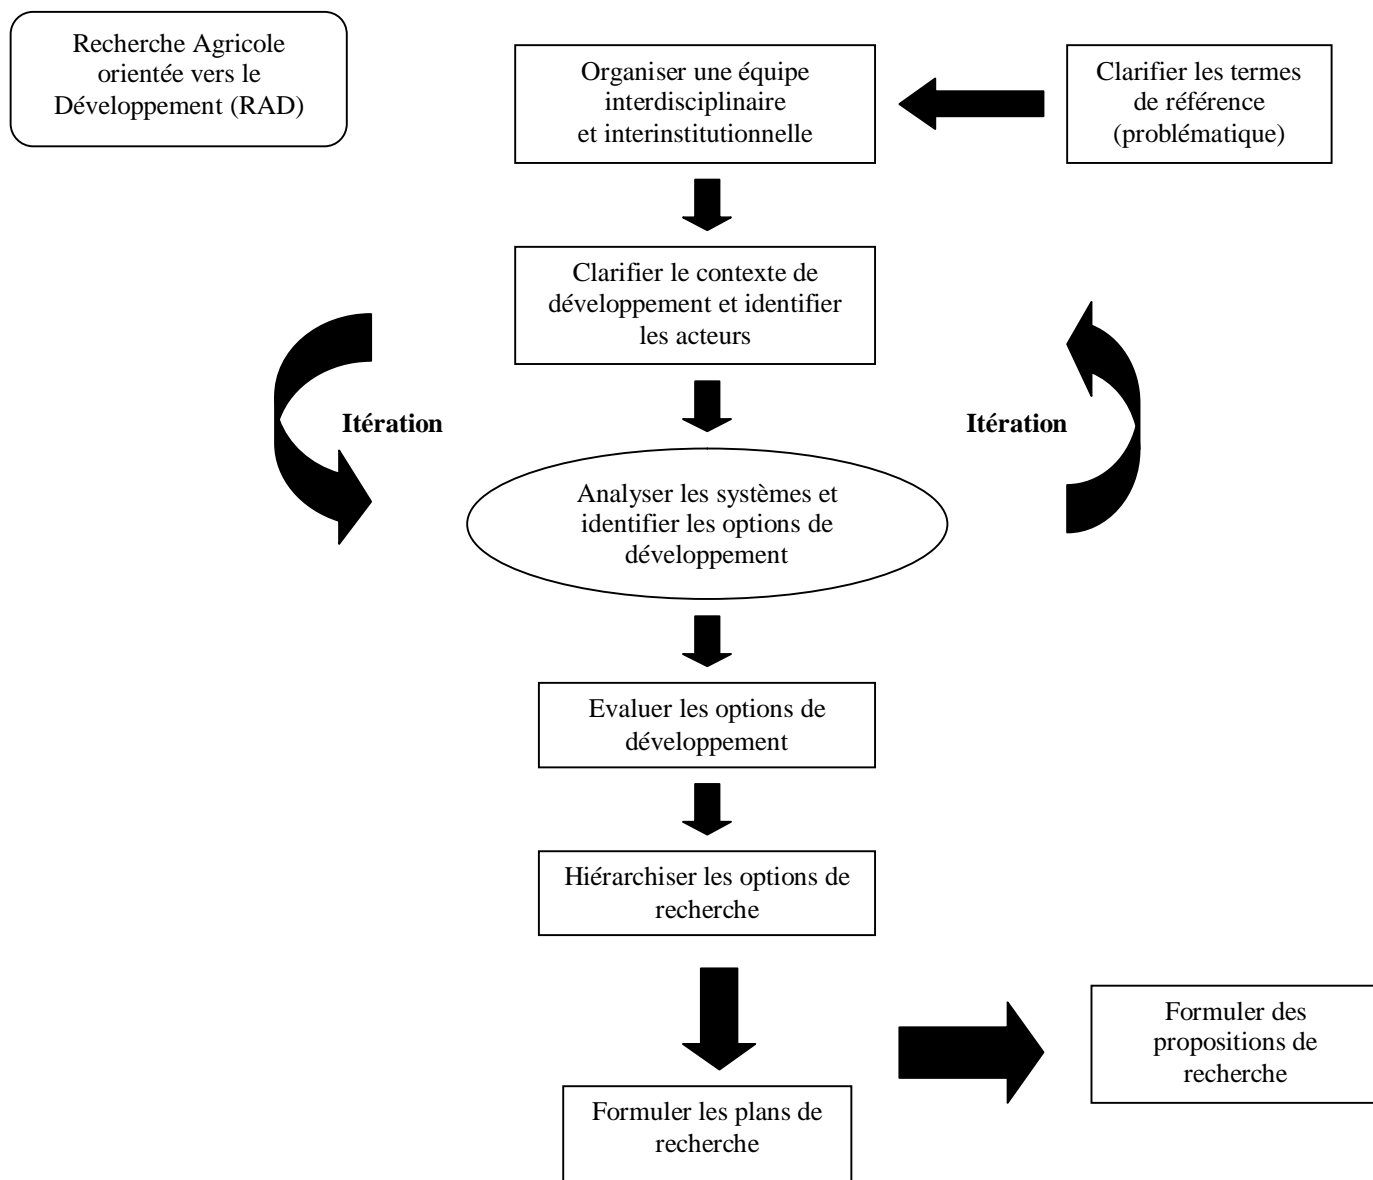 Recherche Agricole
orientée vers le
Développement (RAD)
Organiser une équipe
interdisciplinaire
et interinstitutionnelle
Clarifier les termes
de référence
(problématique)
Clarifier le contexte de
développement et identifier
les acteurs
Itération
Itération
Analyser les systèmes et
identifier les options de
développement
Evaluer les options de
développement
Hiérarchiser les options de
recherche
Formuler des
propositions de
recherche
Formuler les plans de
recherche